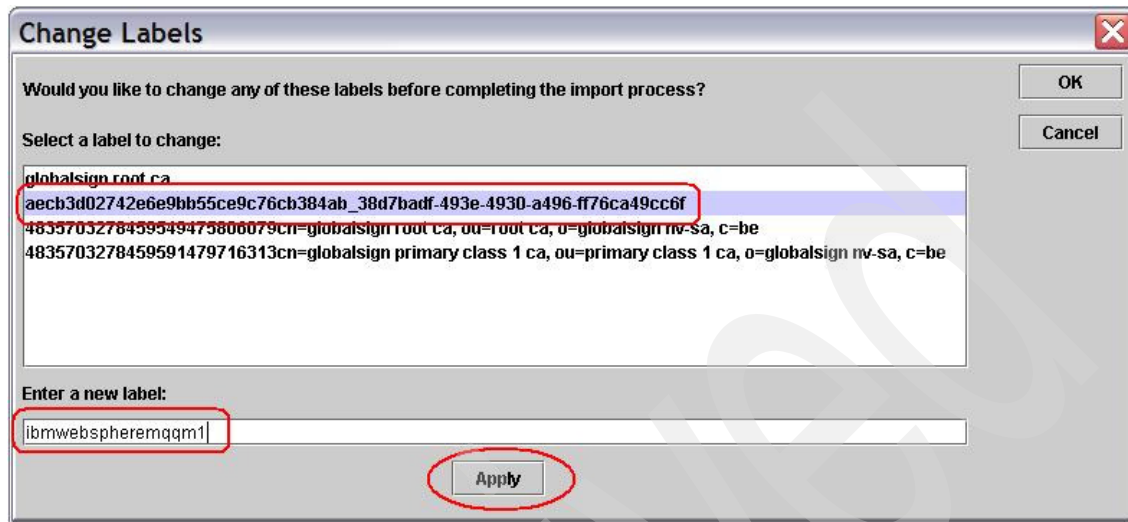 Change Labels
Would you like to change any of these labels before completing the import process?
OK
Cancel
Select a label to change:
globalsign root ca
aecb3d02742e6e9bb55ce9c76cb384ab_38d7badf-493e-4930-a496-ff76ca49cc6f
4835703278459549475806079cn=globalsign root ca, ou=root ca, o=globalsign nv-sa, c=be
4835703278459591479716313cn=globalsign primary class 1 ca, ou=primary class 1 ca, o=globalsign nv-sa, c=be
Enter a new label:
ibmwebspheremqqm1
Apply